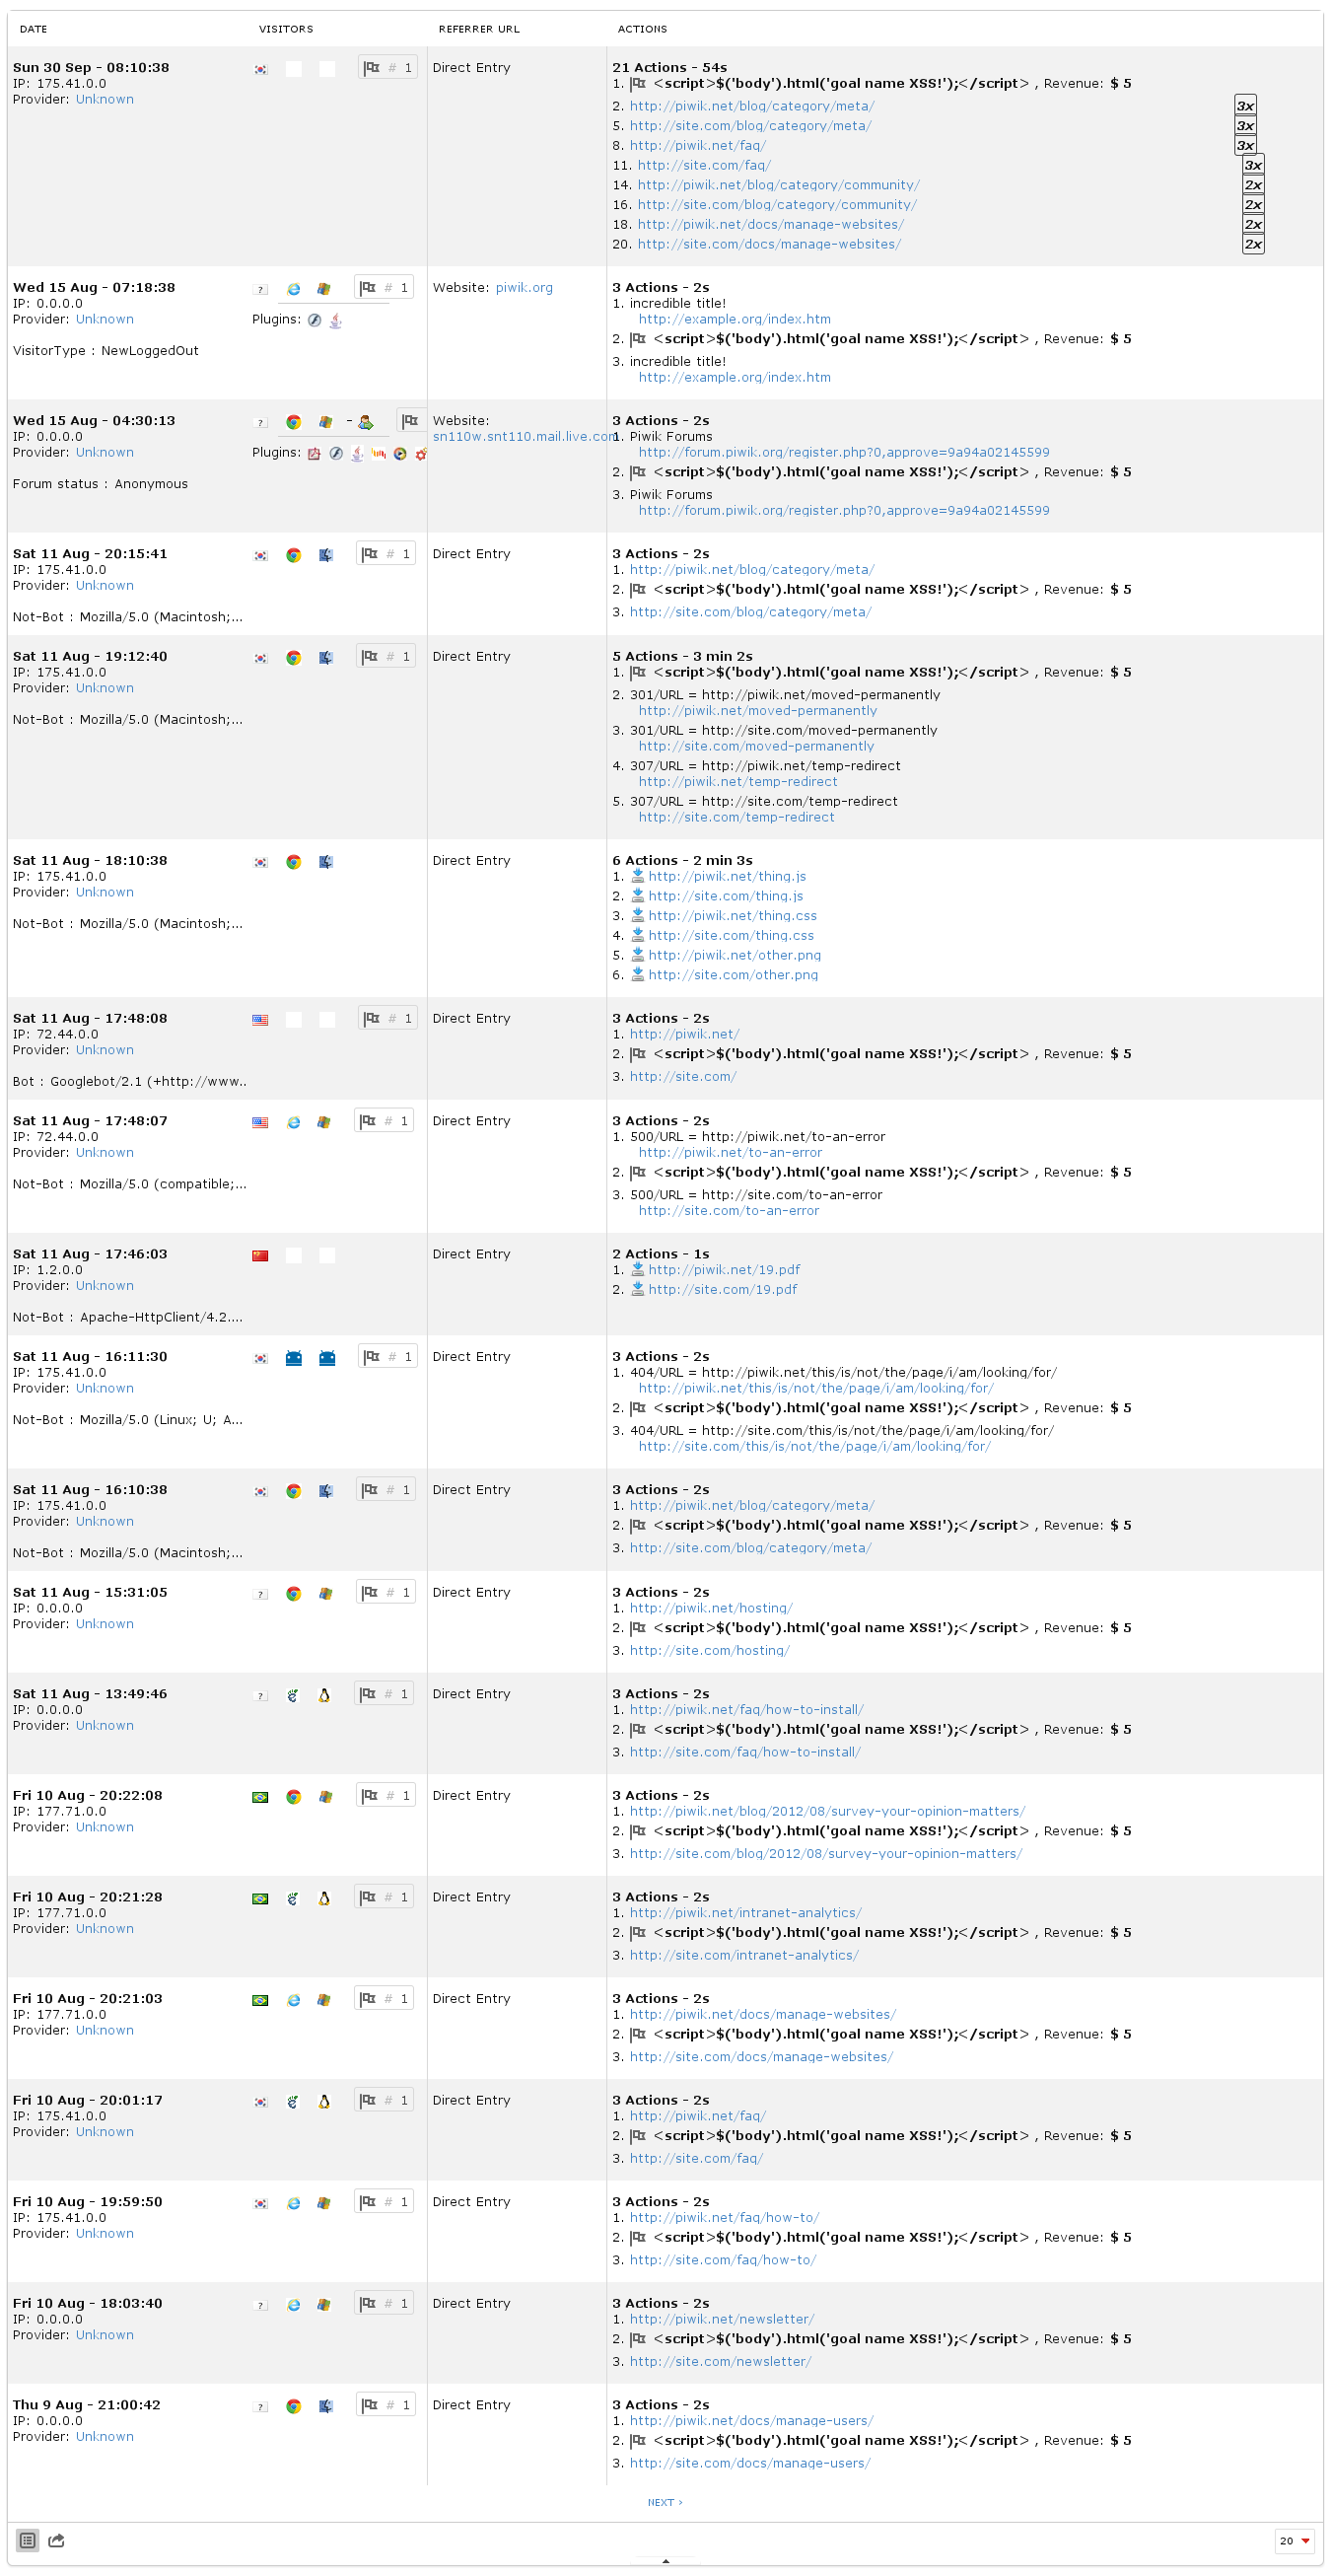 DATE VISITORS REFERRER URL ACTIONS
Sun 30 Sep - 08:10:38 # 1 Direct Entry 21 Actions - 54s
IP: 175.41.0.0 1. <script>$('body').html('goal name XSS!');</script> , Revenue: $ 5
Provider: Unknown
2. http://piwik.net/blog/category/meta/ 3x
5. http://site.com/blog/category/meta/ 3x
8. http://piwik.net/faq/ 3x
11. http://site.com/faq/ 3x
14. http://piwik.net/blog/category/community/ 2x
16. http://site.com/blog/category/community/ 2x
18. http://piwik.net/docs/manage-websites/ 2x
20. http://site.com/docs/manage-websites/ 2x
Wed 15 Aug - 07:18:38 ? # 1 Website: piwik.org 3 Actions - 2s
IP: 0.0.0.0 1. incredible title!
Provider: Unknown Plugins: http://example.org/index.htm
2. <script>$('body').html('goal name XSS!');</script> , Revenue: $ 5
VisitorType : NewLoggedOut
3. incredible title!
http://example.org/index.htm
Wed 15 Aug - 04:30:13 ? - Website: 3 Actions - 2s
IP: 0.0.0.0 sn110w.snt110.mail.live.com 1. Piwik Forums
Provider: Unknown Plugins: http://forum.piwik.org/register.php?0,approve=9a94a02145599
2. <script>$('body').html('goal name XSS!');</script> , Revenue: $ 5
Forum status : Anonymous
3. Piwik Forums
http://forum.piwik.org/register.php?0,approve=9a94a02145599
Sat 11 Aug - 20:15:41 # 1 Direct Entry 3 Actions - 2s
IP: 175.41.0.0 1. http://piwik.net/blog/category/meta/
Provider: Unknown 2. <script>$('body').html('goal name XSS!');</script> , Revenue: $ 5
Not-Bot : Mozilla/5.0 (Macintosh;... 3. http://site.com/blog/category/meta/
Sat 11 Aug - 19:12:40 # 1 Direct Entry 5 Actions - 3 min 2s
IP: 175.41.0.0 1. <script>$('body').html('goal name XSS!');</script> , Revenue: $ 5
Provider: Unknown
2. 301/URL = http://piwik.net/moved-permanently
http://piwik.net/moved-permanently
Not-Bot : Mozilla/5.0 (Macintosh;...
3. 301/URL = http://site.com/moved-permanently
http://site.com/moved-permanently
4. 307/URL = http://piwik.net/temp-redirect
http://piwik.net/temp-redirect
5. 307/URL = http://site.com/temp-redirect
http://site.com/temp-redirect
Sat 11 Aug - 18:10:38 Direct Entry 6 Actions - 2 min 3s
IP: 175.41.0.0 1. http://piwik.net/thing.js
Provider: Unknown 2. http://site.com/thing.js
3. http://piwik.net/thing.css
Not-Bot : Mozilla/5.0 (Macintosh;...
4. http://site.com/thing.css
5. http://piwik.net/other.png
6. http://site.com/other.png
Sat 11 Aug - 17:48:08 # 1 Direct Entry 3 Actions - 2s
IP: 72.44.0.0 1. http://piwik.net/
Provider: Unknown 2. <script>$('body').html('goal name XSS!');</script> , Revenue: $ 5
Bot : Googlebot/2.1 (+http://www.. 3. http://site.com/
Sat 11 Aug - 17:48:07 # 1 Direct Entry 3 Actions - 2s
IP: 72.44.0.0 1. 500/URL = http://piwik.net/to-an-error
Provider: Unknown http://piwik.net/to-an-error
2. <script>$('body').html('goal name XSS!');</script> , Revenue: $ 5
Not-Bot : Mozilla/5.0 (compatible;...
3. 500/URL = http://site.com/to-an-error
http://site.com/to-an-error
Sat 11 Aug - 17:46:03 Direct Entry 2 Actions - 1s
IP: 1.2.0.0 1. http://piwik.net/19.pdf
Provider: Unknown 2. http://site.com/19.pdf
Not-Bot : Apache-HttpClient/4.2....
Sat 11 Aug - 16:11:30 # 1 Direct Entry 3 Actions - 2s
IP: 175.41.0.0 1. 404/URL = http://piwik.net/this/is/not/the/page/i/am/looking/for/
Provider: Unknown http://piwik.net/this/is/not/the/page/i/am/looking/for/
2. <script>$('body').html('goal name XSS!');</script> , Revenue: $ 5
Not-Bot : Mozilla/5.0 (Linux; U; A...
3. 404/URL = http://site.com/this/is/not/the/page/i/am/looking/for/
http://site.com/this/is/not/the/page/i/am/looking/for/
Sat 11 Aug - 16:10:38 # 1 Direct Entry 3 Actions - 2s
IP: 175.41.0.0 1. http://piwik.net/blog/category/meta/
Provider: Unknown 2. <script>$('body').html('goal name XSS!');</script> , Revenue: $ 5
Not-Bot : Mozilla/5.0 (Macintosh;... 3. http://site.com/blog/category/meta/
Sat 11 Aug - 15:31:05 ? # 1 Direct Entry 3 Actions - 2s
IP: 0.0.0.0 1. http://piwik.net/hosting/
Provider: Unknown 2. <script>$('body').html('goal name XSS!');</script> , Revenue: $ 5
3. http://site.com/hosting/
Sat 11 Aug - 13:49:46 ? # 1 Direct Entry 3 Actions - 2s
IP: 0.0.0.0 1. http://piwik.net/faq/how-to-install/
Provider: Unknown 2. <script>$('body').html('goal name XSS!');</script> , Revenue: $ 5
3. http://site.com/faq/how-to-install/
Fri 10 Aug - 20:22:08 # 1 Direct Entry 3 Actions - 2s
IP: 177.71.0.0 1. http://piwik.net/blog/2012/08/survey-your-opinion-matters/
Provider: Unknown 2. <script>$('body').html('goal name XSS!');</script> , Revenue: $ 5
3. http://site.com/blog/2012/08/survey-your-opinion-matters/
Fri 10 Aug - 20:21:28 # 1 Direct Entry 3 Actions - 2s
IP: 177.71.0.0 1. http://piwik.net/intranet-analytics/
Provider: Unknown 2. <script>$('body').html('goal name XSS!');</script> , Revenue: $ 5
3. http://site.com/intranet-analytics/
Fri 10 Aug - 20:21:03 # 1 Direct Entry 3 Actions - 2s
IP: 177.71.0.0 1. http://piwik.net/docs/manage-websites/
Provider: Unknown 2. <script>$('body').html('goal name XSS!');</script> , Revenue: $ 5
3. http://site.com/docs/manage-websites/
Fri 10 Aug - 20:01:17 # 1 Direct Entry 3 Actions - 2s
IP: 175.41.0.0 1. http://piwik.net/faq/
Provider: Unknown 2. <script>$('body').html('goal name XSS!');</script> , Revenue: $ 5
3. http://site.com/faq/
Fri 10 Aug - 19:59:50 # 1 Direct Entry 3 Actions - 2s
IP: 175.41.0.0 1. http://piwik.net/faq/how-to/
Provider: Unknown 2. <script>$('body').html('goal name XSS!');</script> , Revenue: $ 5
3. http://site.com/faq/how-to/
Fri 10 Aug - 18:03:40 ? # 1 Direct Entry 3 Actions - 2s
IP: 0.0.0.0 1. http://piwik.net/newsletter/
Provider: Unknown 2. <script>$('body').html('goal name XSS!');</script> , Revenue: $ 5
3. http://site.com/newsletter/
Thu 9 Aug - 21:00:42 ? # 1 Direct Entry 3 Actions - 2s
IP: 0.0.0.0 1. http://piwik.net/docs/manage-users/
Provider: Unknown 2. <script>$('body').html('goal name XSS!');</script> , Revenue: $ 5
3. http://site.com/docs/manage-users/
NEXT ›
20